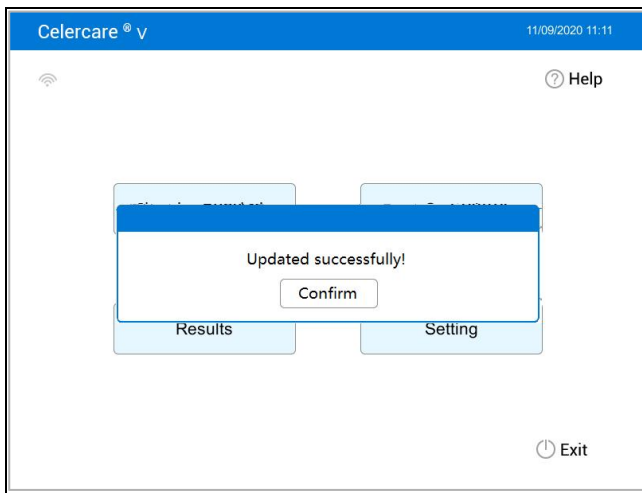 Celercare ® V
11/09/2020 11:11
Help
Updated successfully!
Confirm
Results
Setting
Exit